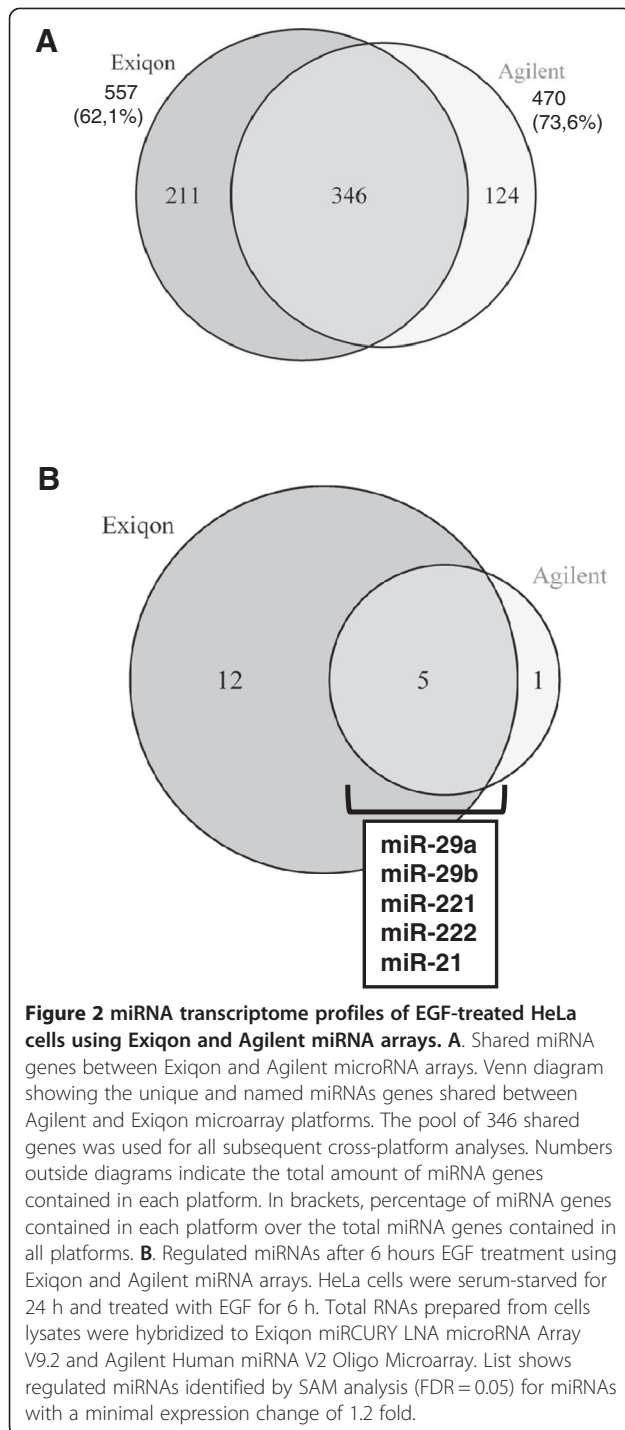 A
Exiqon
557
(62,1%)
Agilent
470
(73,6%)
211
346
124
B
Exiqon
Agilent
12
5
1
miR-29a
miR-29b
miR-221
miR-222
miR-21
Figure 2 miRNA transcriptome profiles of EGF-treated HeLa
cells using Exiqon and Agilent miRNA arrays. A. Shared miRNA
genes between Exiqon and Agilent microRNA arrays. Venn diagram
showing the unique and named miRNAs genes shared between
Agilent and Exiqon microarray platforms. The pool of 346 shared
genes was used for all subsequent cross-platform analyses. Numbers
outside diagrams indicate the total amount of miRNA genes
contained in each platform. In brackets, percentage of miRNA genes
contained in each platform over the total miRNA genes contained in
all platforms. B. Regulated miRNAs after 6 hours EGF treatment using
Exiqon and Agilent miRNA arrays. HeLa cells were serum-starved for
24 h and treated with EGF for 6 h. Total RNAs prepared from cells
lysates were hybridized to Exiqon miRCURY LNA microRNA Array
V9.2 and Agilent Human miRNA V2 Oligo Microarray. List shows
regulated miRNAs identified by SAM analysis (FDR = 0.05) for miRNAs
with a minimal expression change of 1.2 fold.